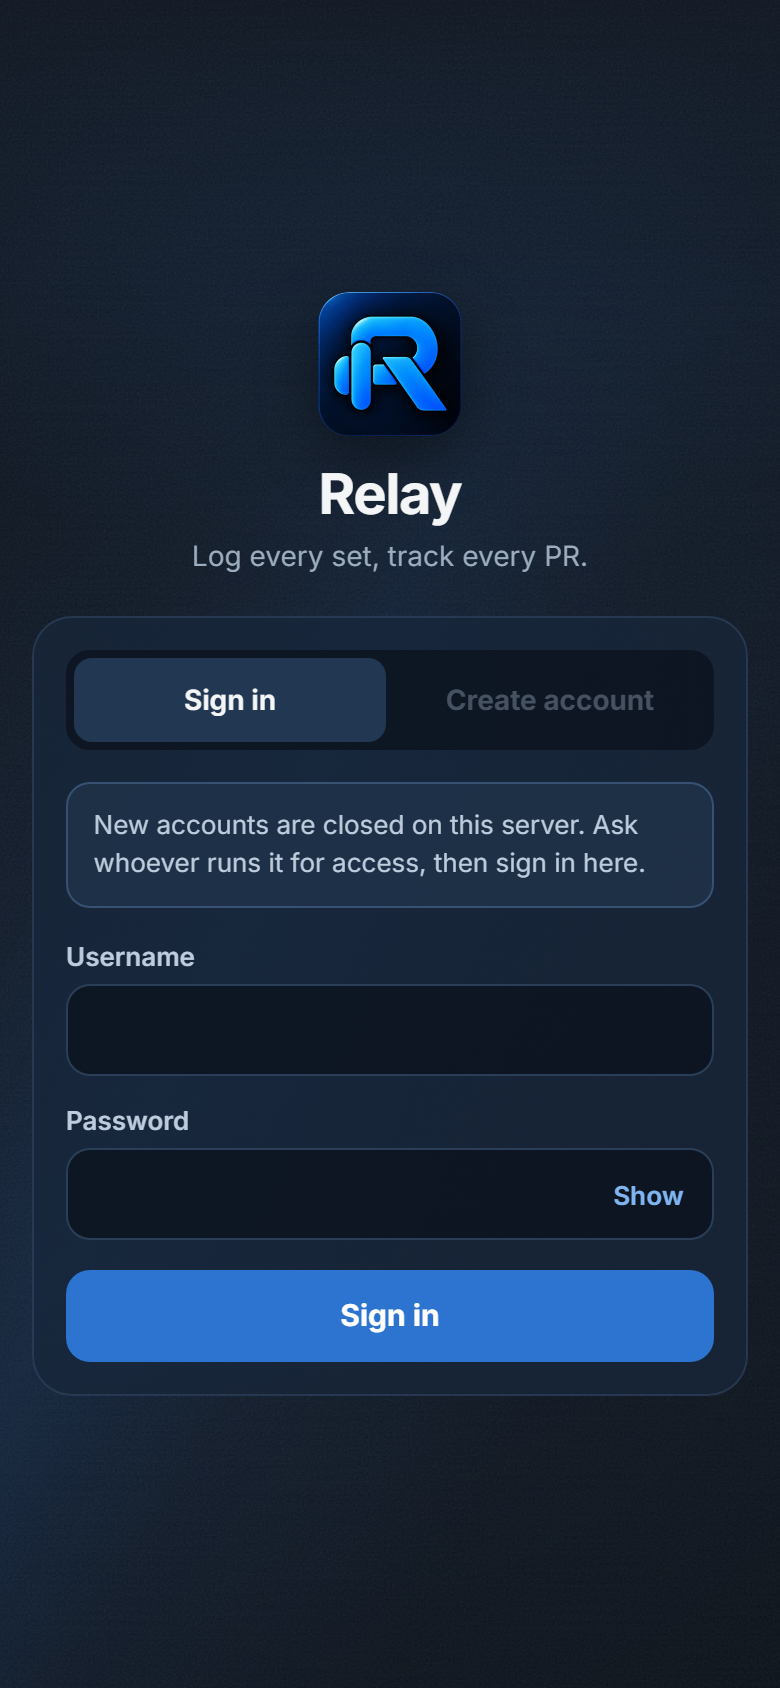 Relay
Log every set, track every PR.
Sign in
Create account
New accounts are closed on this server. Ask
whoever runs it for access, then sign in here.
Username
Password
Show
Sign in